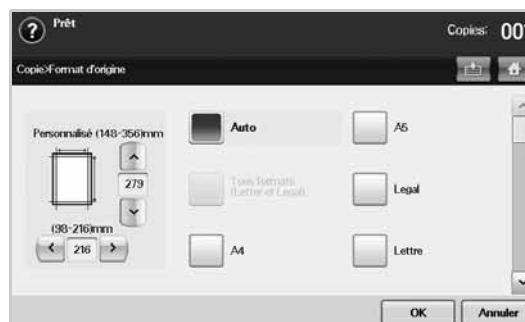 ?
Prêt
Copies:
001
Copie>Format d'origine
Personnalisé (148-356)mm
279
(98-216)mm
216
Auto
Tous formats
(Letter et Legal).
A4
A5
Legal
Lettre
OK
Annuler